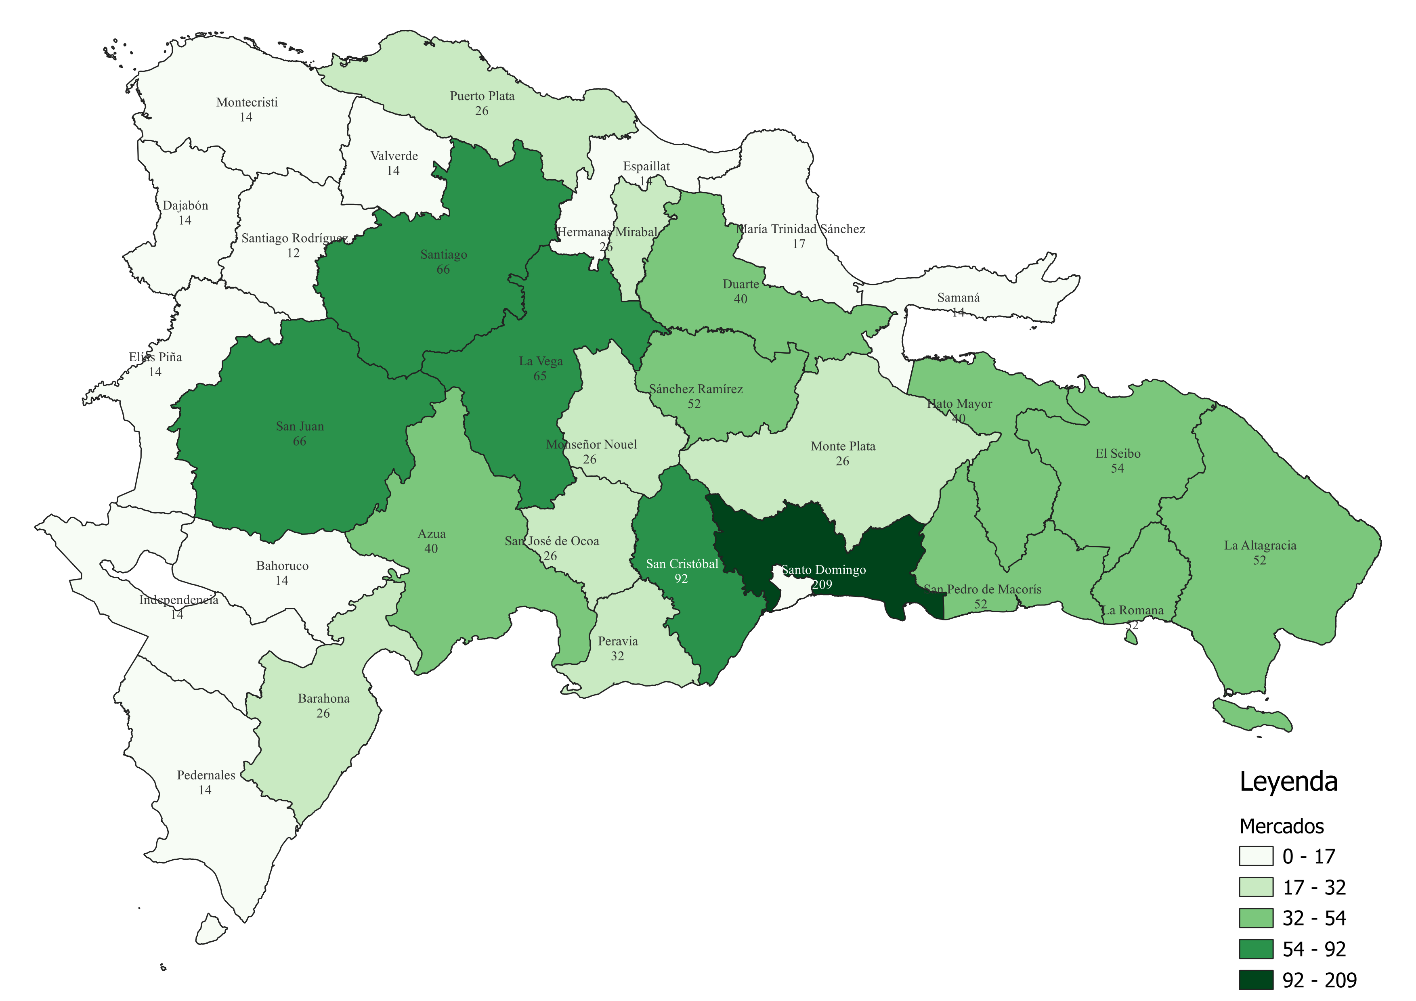 Puerto Plata
26
Montecristi
14
Valverde
14
Espaillat
14
Dajabón
14
Santiago Rodríguez
12
Hermanas Mirabal
26
María Trinidad Sánchez
17
Santiago
66
Duarte
40
Samaná
14
Elías Piña
14
La Vega
65
Sánchez Ramírez
52
Hato Mayor
40
San Juan
66
Monseñor Nouel
26
Monte Plata
26
El Seibo
54
Azua
40
San José de Ocoa
26
La Altagracia
52
Bahoruco
14
San Cristóbal
92
Santo Domingo
209
Independencia
14
San Pedro de Macorís
52
La Romana
52
Peravia
32
Barahona
26
Pedernales
14
Leyenda
Mercados
0 - 17
17 - 32
32 - 54
54 - 92
92 - 209